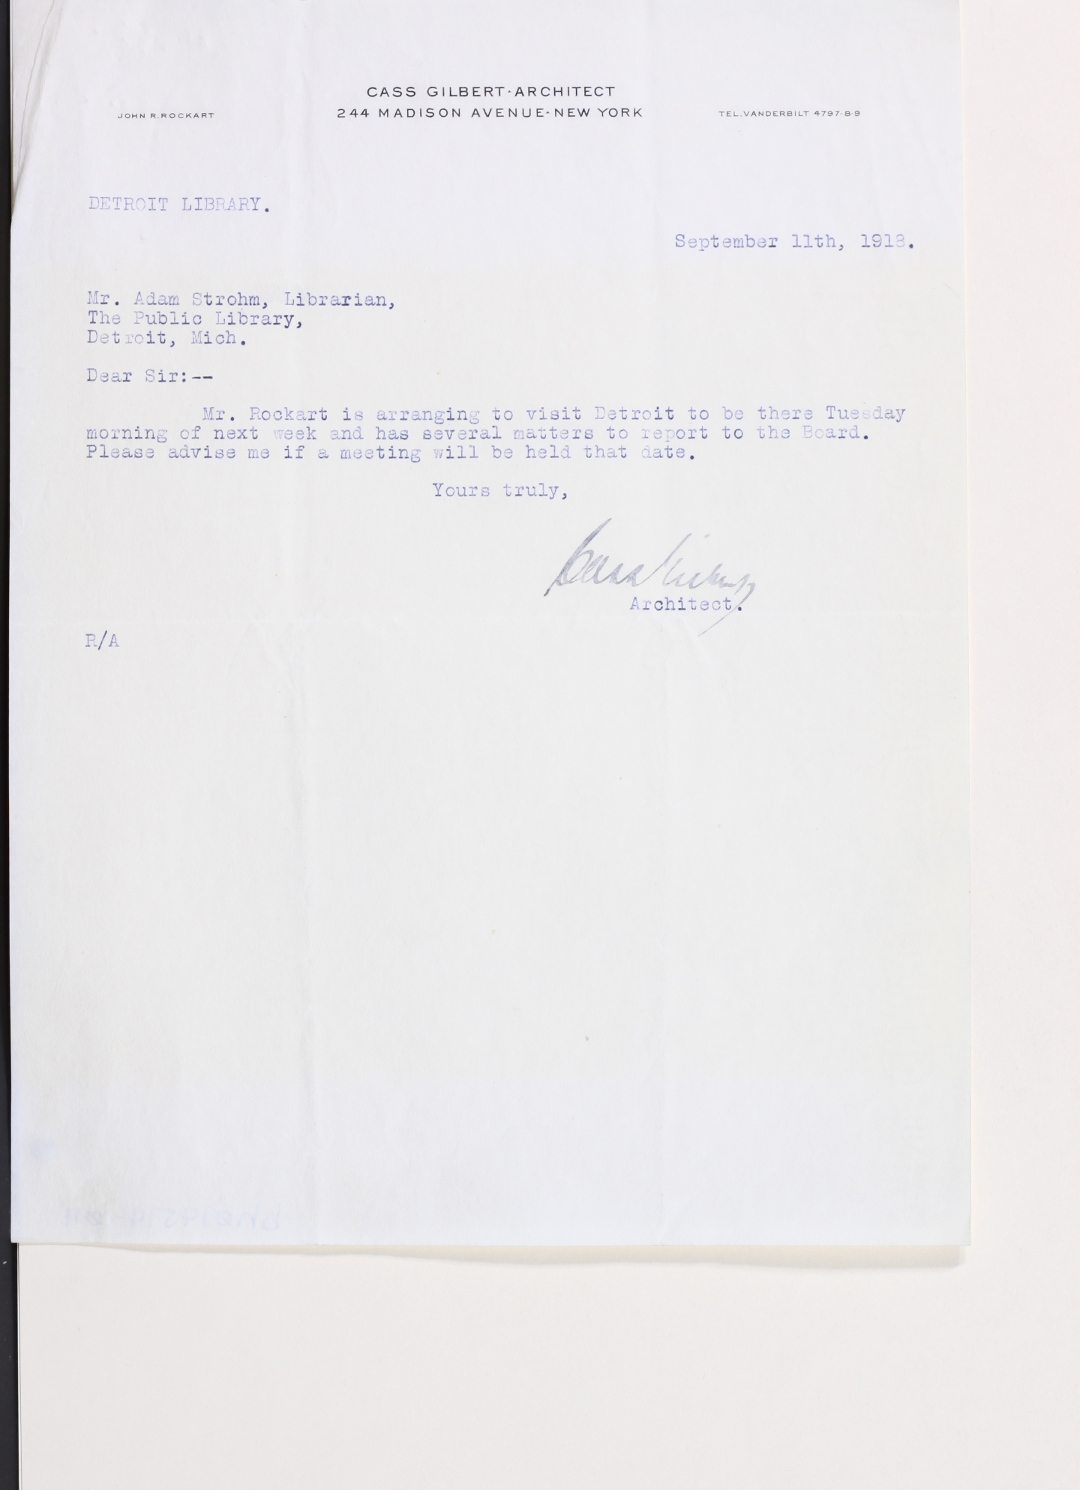 CASS GILBERT-ARCHITECT
244 MADISON AVENUE-NEW YORK
JOHN R. ROCKART
TEL. VANDERBILT 4797-8-9
DETROIT LIBRARY.
September 11th, 1918.
Mr. Adam Strohm, Librarian,
The Public Library,
Detroit, Mich.
Dear Sir:--
Mr. Rockart is arranging to visit Detroit to be there Tuesday
morning of next week and has several matters to report to the Board.
Please advise me if a meeting will be held that date.
Yours truly,
Cass Gilbert
Architect.
R/A